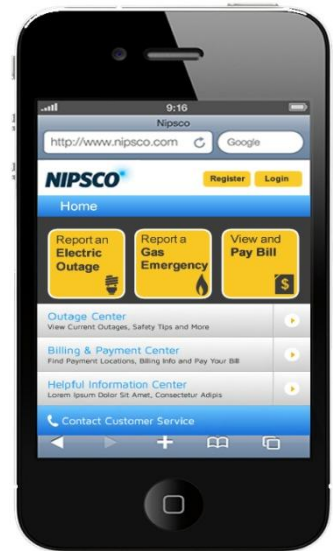 9:16
Nipsco
http://www.nipsco.com
Google
NIPSCO
Register
Login
Home
Report an
Electric
Outage
Report a
Gas
Emergency
View and
Pay Bill
$
Outage Center
View Current Outages, Safety Tips and More
Billing & Payment Center
Find Payment Locations, Billing Info and Pay Your Bill
Helpful Information Center
Lorem Ipsum Dolor Sit Amet, Consectetur Adipis
Contact Customer Service